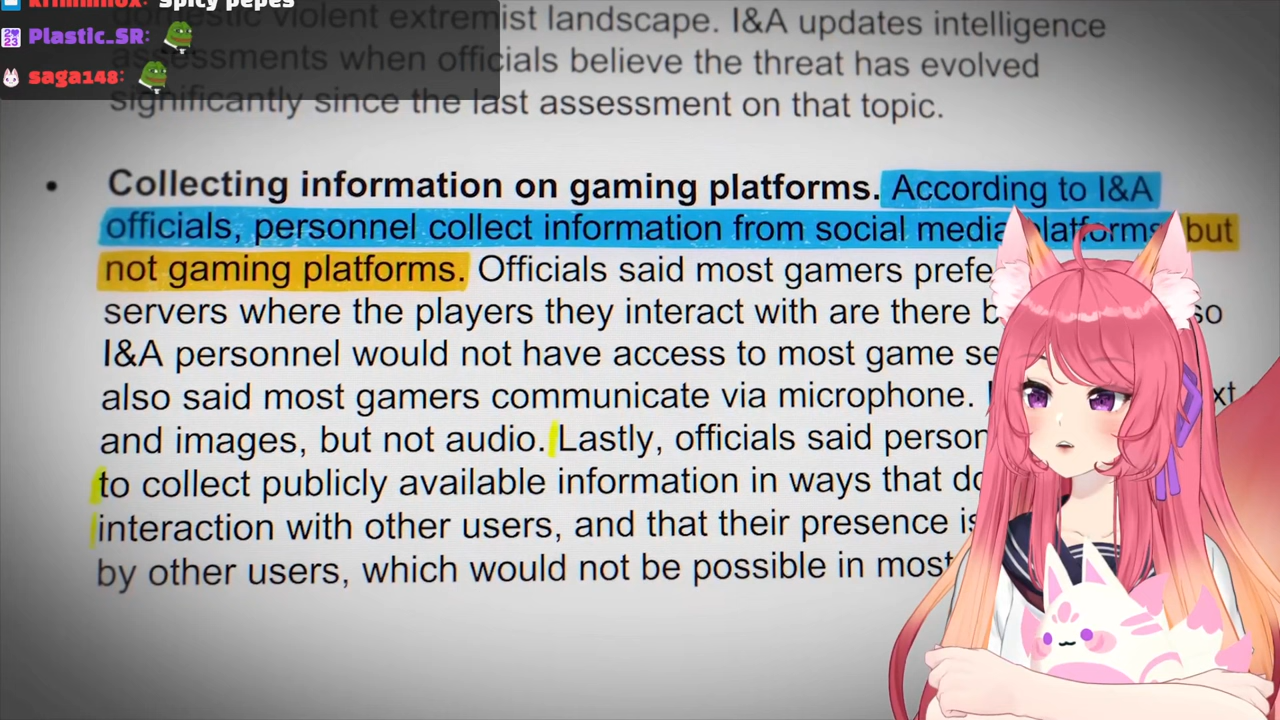 krimminox: Spicy pepes
Plastic_SR:
saga148:
domestic violent extremist landscape. I&A updates intelligence
assessments when officials believe the threat has evolved
significantly since the last assessment on that topic.
• Collecting information on gaming platforms. According to I&A
officials, personnel collect information from social media platforms but
not gaming platforms. Officials said most gamers prefe
servers where the players they interact with are there b so
I&A personnel would not have access to most game se
also said most gamers communicate via microphone. xt
and images, but not audio. Lastly, officials said person
to collect publicly available information in ways that do
interaction with other users, and that their presence is
by other users, which would not be possible in most